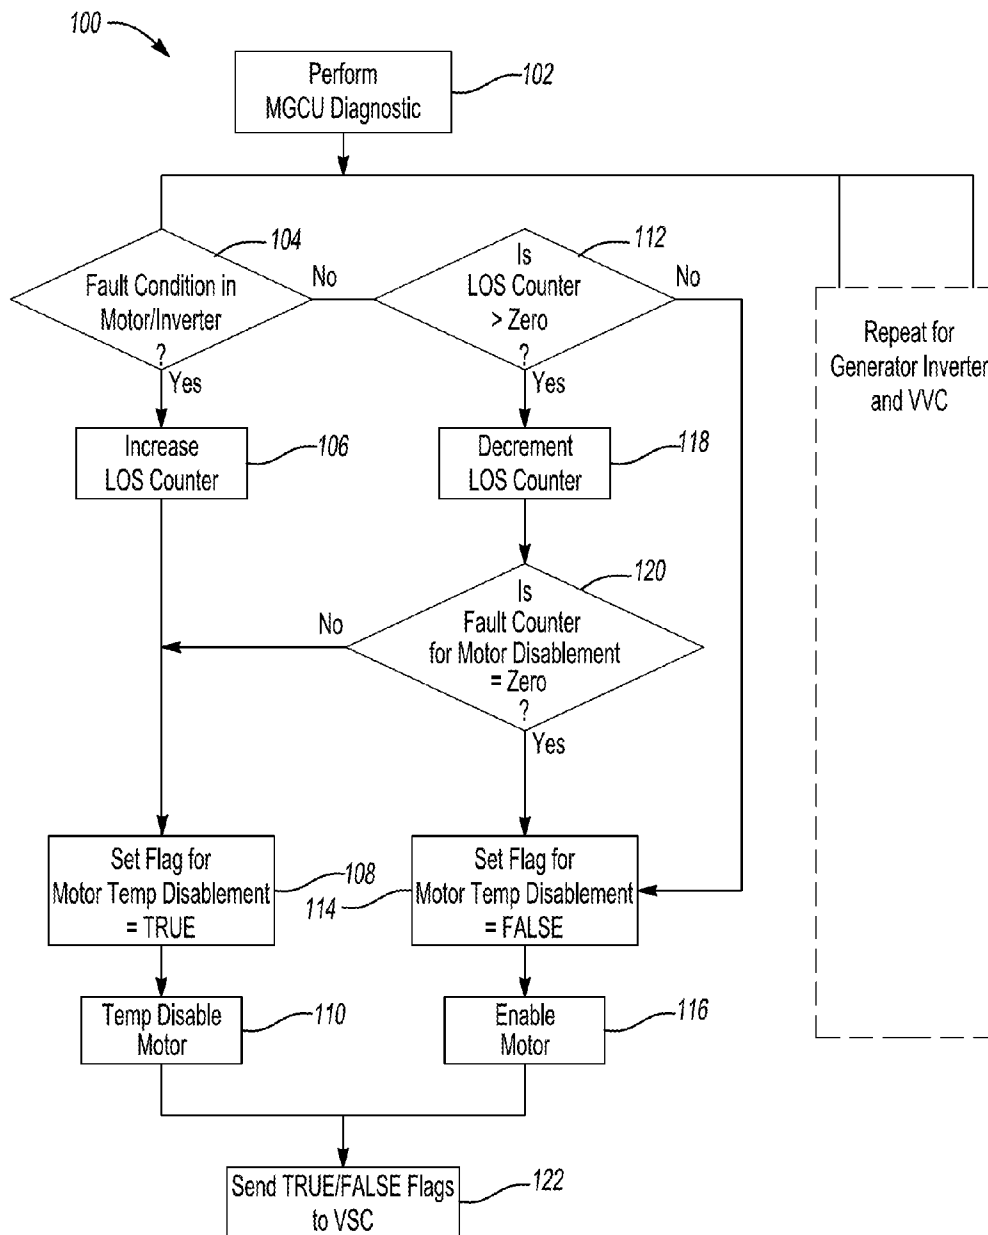 100
Perform
MGCU Diagnostic
102
104
Fault Condition in
Motor/Inverter
?
No
Yes
112
Is
LOS Counter
> Zero
?
No
Yes
Repeat for
Generator Inverter
and VVC
Increase
LOS Counter
106
Decrement
LOS Counter
118
120
Is
Fault Counter
for Motor Disablement
= Zero
?
No
Yes
Set Flag for
Motor Temp Disablement
= TRUE
108
114
Set Flag for
Motor Temp Disablement
= FALSE
Temp Disable
Motor
110
Enable
Motor
116
Send TRUE/FALSE Flags
to VSC
122